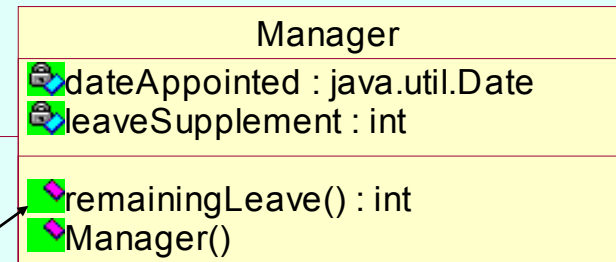 Manager
dateAppointed : java.util.Date
leaveSupplement : int
remainingLeave() : int
Manager()